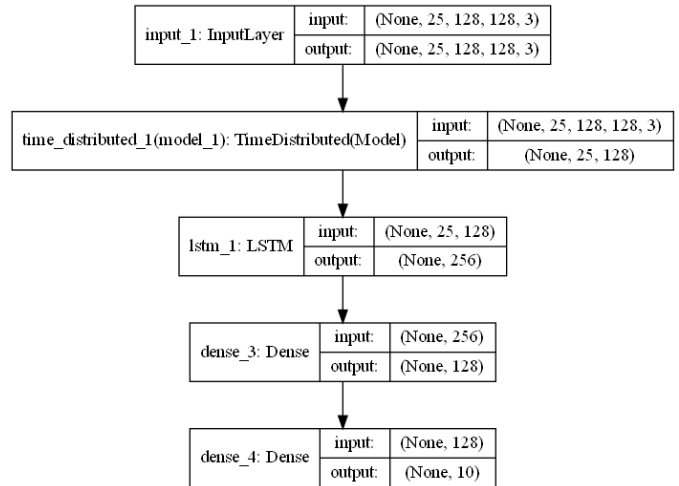 input_1: InputLayer
input: (None, 25, 128, 128, 3)
output: (None, 25, 128, 128, 3)
time_distributed_1(model_1): TimeDistributed(Model)
input: (None, 25, 128, 128, 3)
output: (None, 25, 128)
lstm_1: LSTM
input: (None, 25, 128)
output: (None, 256)
dense_3: Dense
input: (None, 256)
output: (None, 128)
dense_4: Dense
input: (None, 128)
output: (None, 10)